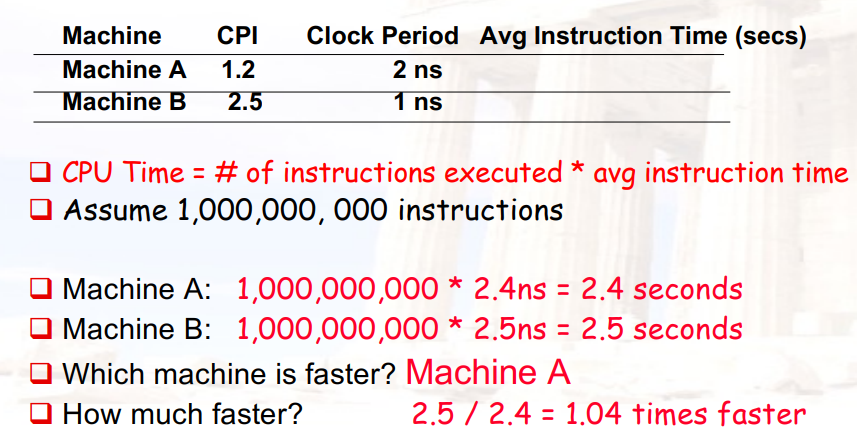 Machine CPI Clock Period Avg Instruction Time (secs)
Machine A 1.2 2 ns
Machine B 2.5 1 ns
CPU Time = # of instructions executed * avg instruction time
Assume 1,000,000, 000 instructions
Machine A: 1,000,000,000 * 2.4ns = 2.4 seconds
Machine B: 1,000,000,000 * 2.5ns = 2.5 seconds
Which machine is faster? Machine A
How much faster? 2.5 / 2.4 = 1.04 times faster